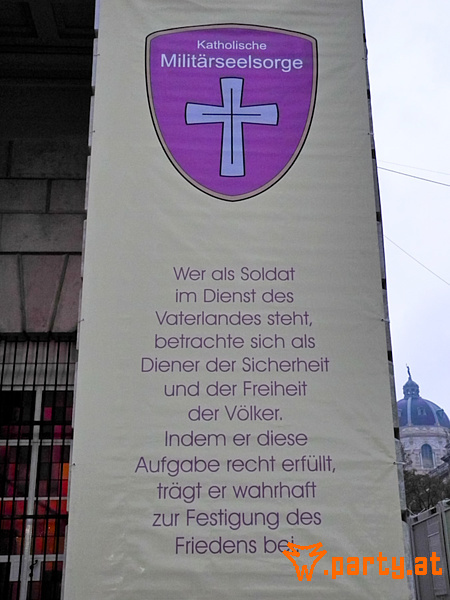 Katholische
Militärseelsorge
Wer als Soldat
im Dienst des
Vaterlandes steht,
betrachte sich als
Diener der Sicherheit
und der Freiheit
der Völker.
Indem er diese
Aufgabe recht erfüllt,
trägt er wahrhaft
zur Festigung des
Friedens bei.
w.party.at